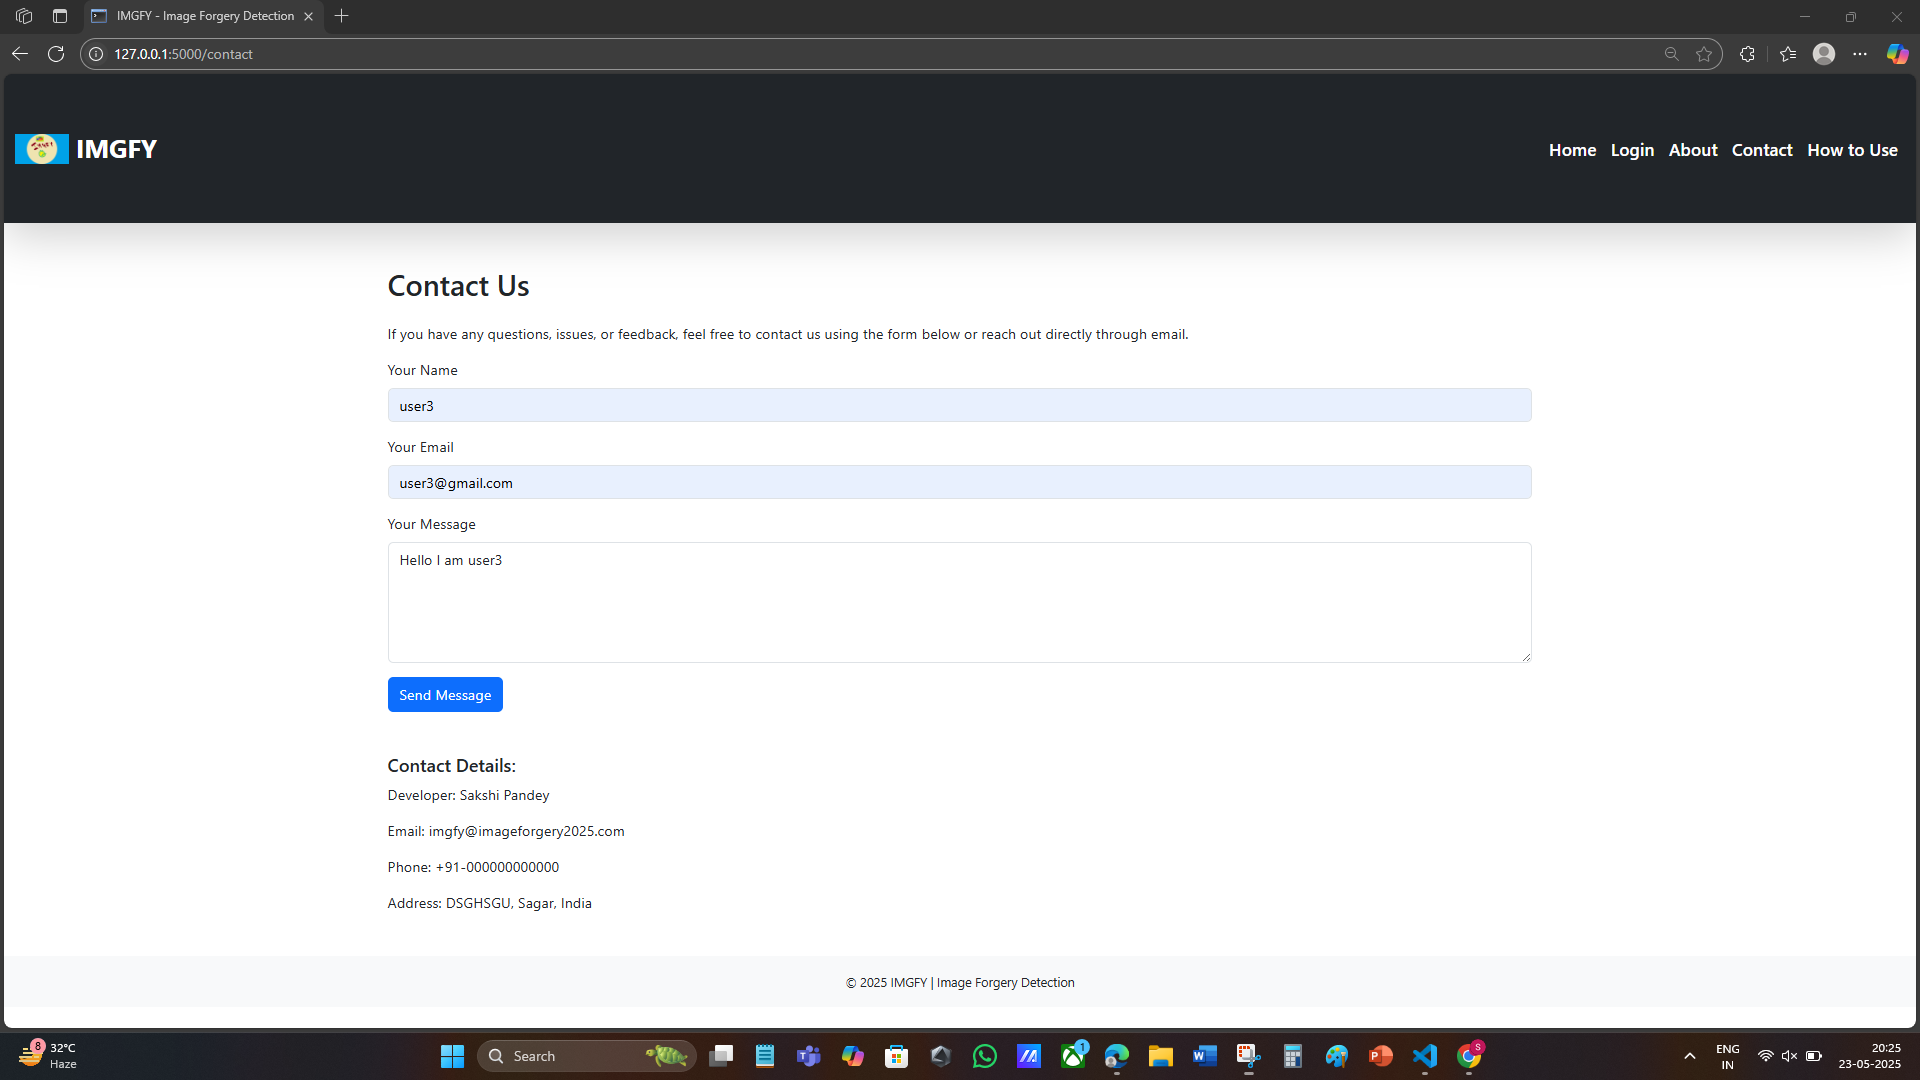 IMGFY - Image Forgery Detection
127.0.0.1:5000/contact
IMGFY
Home Login About Contact How to Use
Contact Us
If you have any questions, issues, or feedback, feel free to contact us using the form below or reach out directly through email.
Your Name
user3
Your Email
user3@gmail.com
Your Message
Hello I am user3
Send Message
Contact Details:
Developer: Sakshi Pandey
Email: imgfy@imageforgery2025.com
Phone: +91-000000000000
Address: DSGHSGU, Sagar, India
© 2025 IMGFY | Image Forgery Detection
8
32°C
Haze
Search
1
S
ENG
IN
20:25
23-05-2025